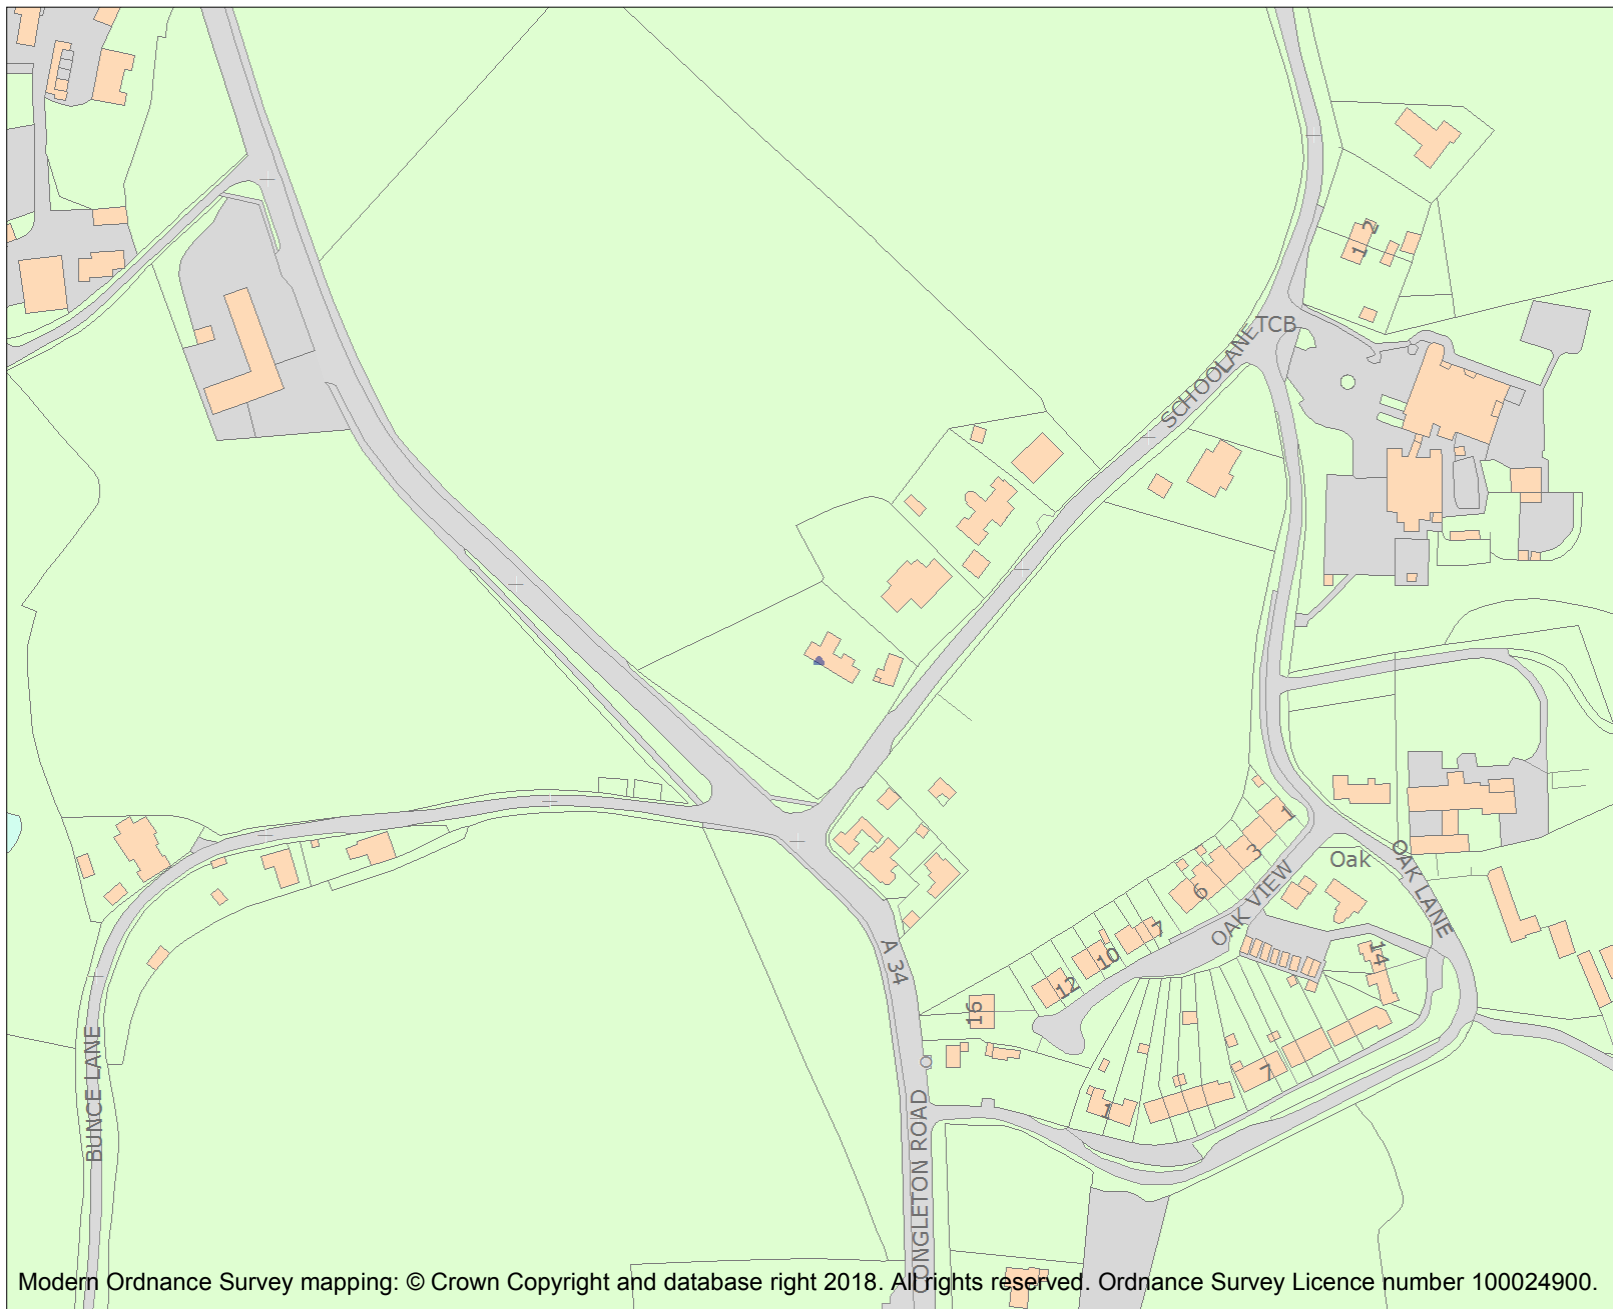 2
1
TCB
SCHOOLANE
1
3
6
7
10
12
16
OAK VIEW
Oak
OAK LANE
14
A 34
7
1
BUNCE LANE
CONGLETON ROAD
Modern Ordnance Survey mapping: © Crown Copyright and database right 2018. All rights reserved. Ordnance Survey Licence number 100024900.